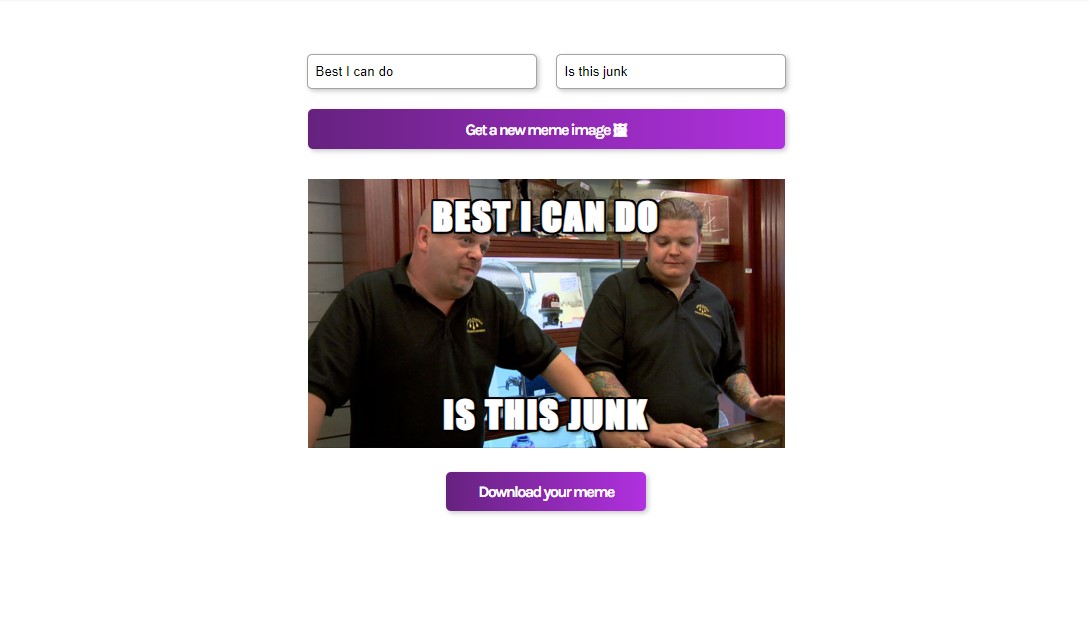 Best I can do
Is this junk
Get a new meme image
BEST I CAN DO
IS THIS JUNK
Download your meme